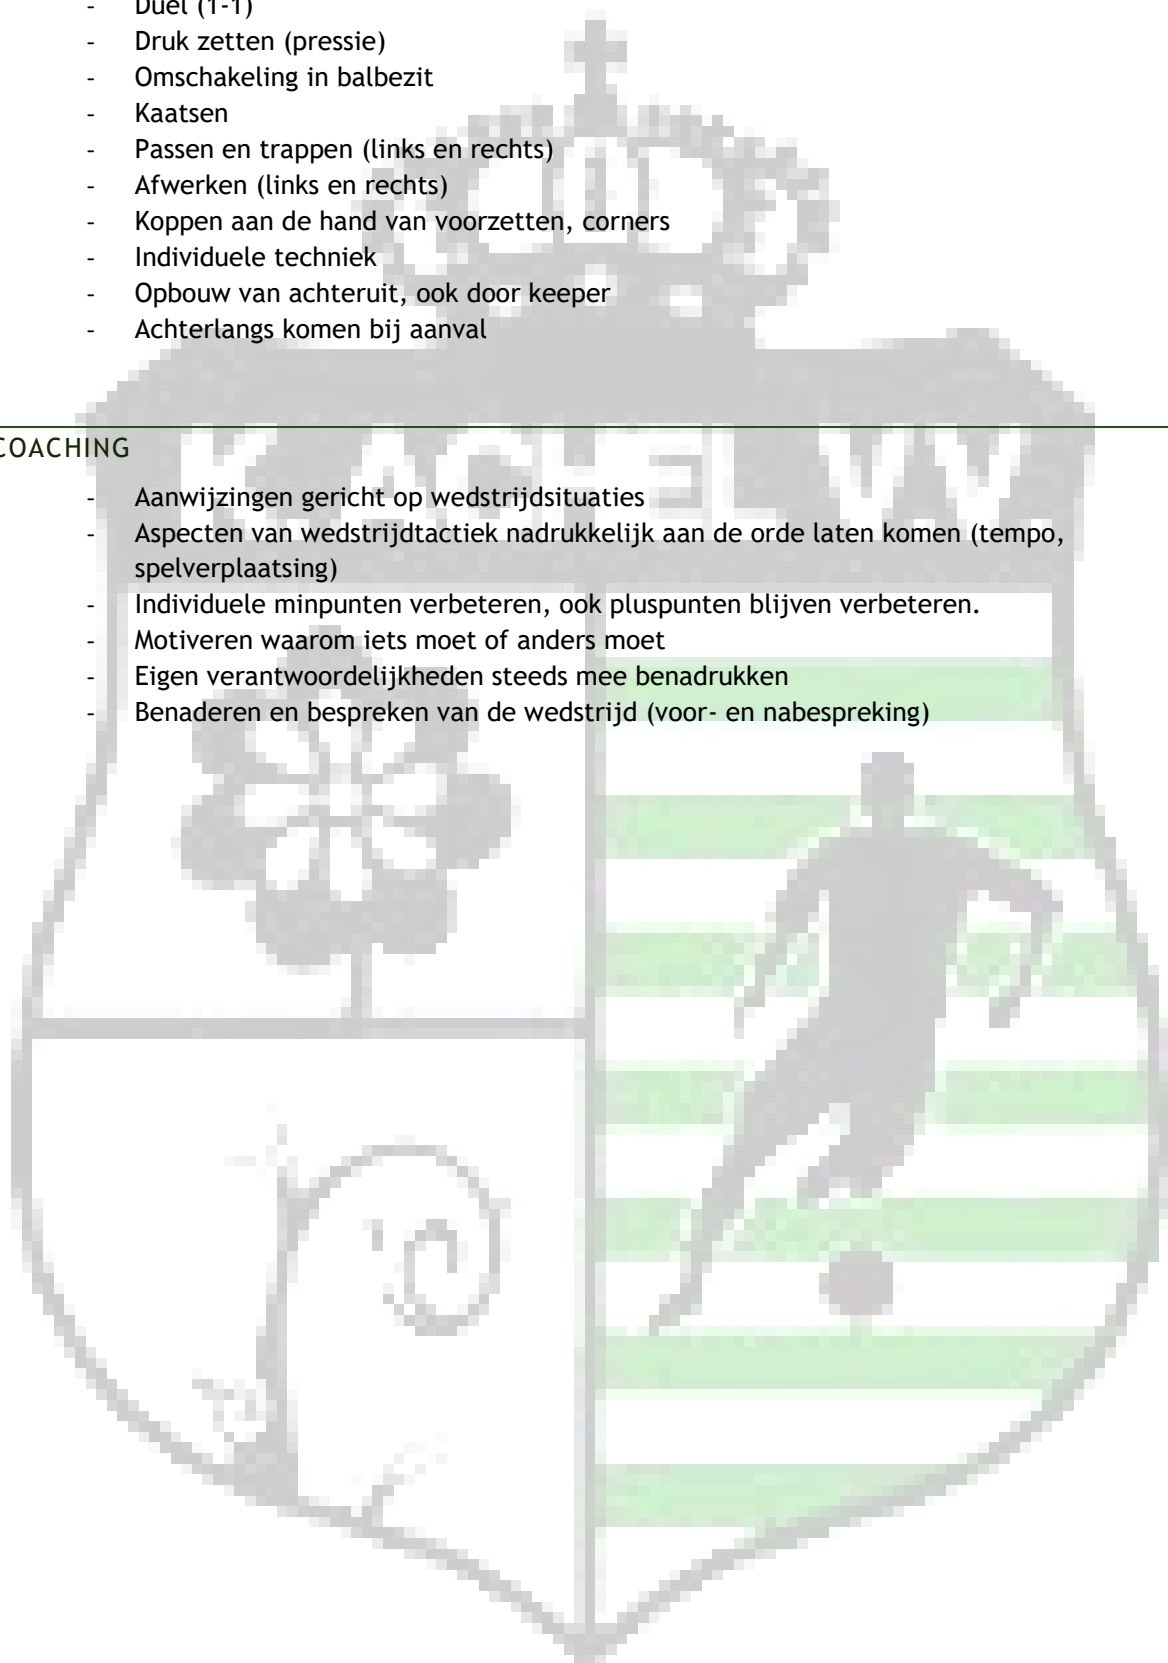 - Duel (1-1)
- Druk zetten (pressie)
- Omschakeling in balbezit
- Kaatsen
- Passen en trappen (links en rechts)
- Afwerken (links en rechts)
- Koppen aan de hand van voorzetten, corners
- Individuele techniek
- Opbouw van achteruit, ook door keeper
- Achterlangs komen bij aanval
COACHING
K ACHEL VV
- Aanwijzingen gericht op wedstrijdsituaties
- Aspecten van wedstrijdtactiek nadrukkelijk aan de orde laten komen (tempo,
spelverplaatsing)
- Individuele minpunten verbeteren, ook pluspunten blijven verbeteren.
- Motiveren waarom iets moet of anders moet
- Eigen verantwoordelijkheden steeds mee benadrukken
- Benaderen en bespreken van de wedstrijd (voor- en nabespreking)